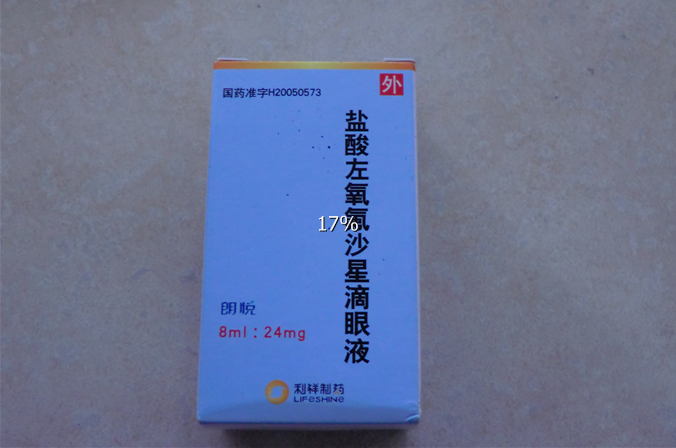 外
国药准字H20050573
盐酸左氧氟沙星滴眼液
17%
朗悦
8ml:24mg
利祥制药
LIFeSHINe